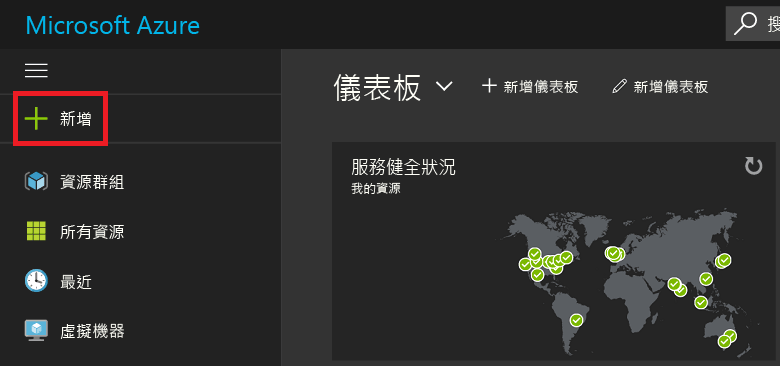 Microsoft Azure
搜
新增
資源群組
所有資源
最近
虛擬機器
儀表板
新增儀表板
新增儀表板
服務健全狀況
我的資源